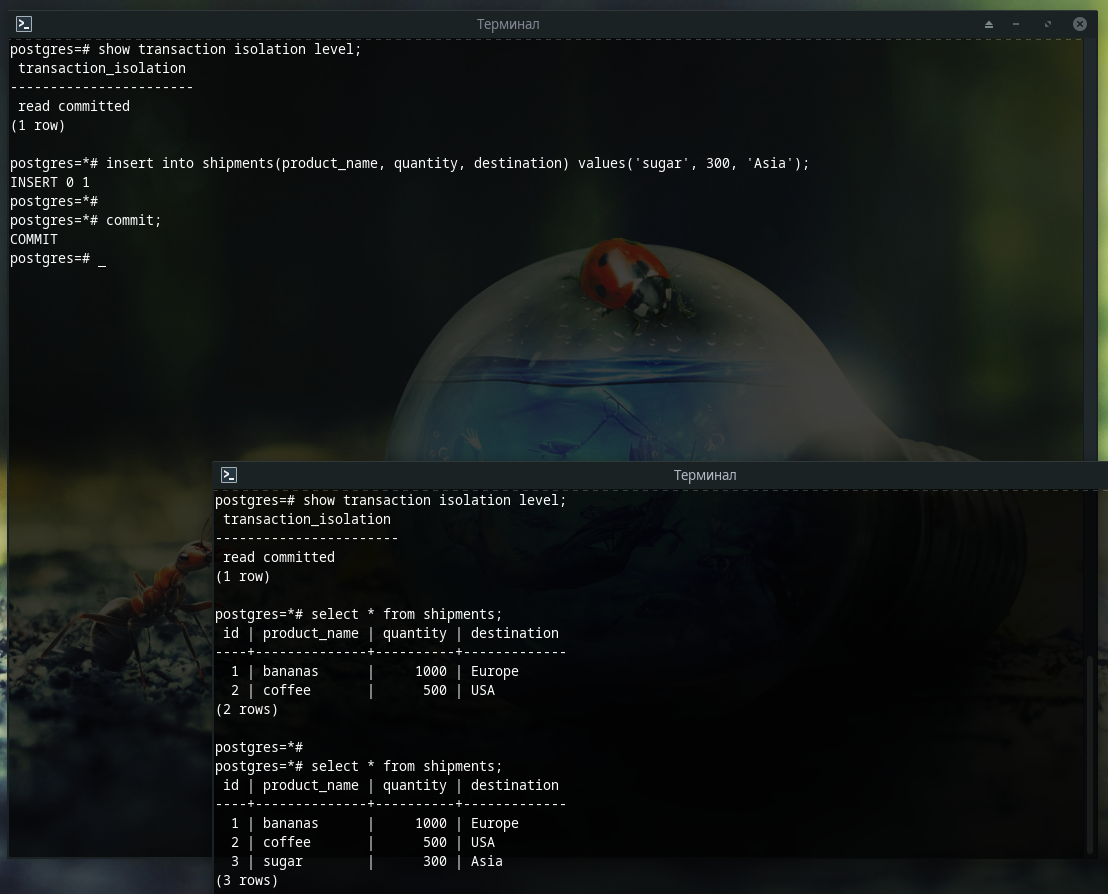 Терминал
postgres=# show transaction isolation level;
 transaction_isolation
-----------------------
 read committed
(1 row)

postgres=*# insert into shipments(product_name, quantity, destination) values('sugar', 300, 'Asia');
INSERT 0 1
postgres=*#
postgres=*# commit;
COMMIT
postgres=# _
Терминал
postgres=# show transaction isolation level;
 transaction_isolation
-----------------------
 read committed
(1 row)

postgres=*# select * from shipments;
 id | product_name | quantity | destination
----+--------------+----------+-------------
  1 | bananas      |     1000 | Europe
  2 | coffee       |      500 | USA
(2 rows)

postgres=*#
postgres=*# select * from shipments;
 id | product_name | quantity | destination
----+--------------+----------+-------------
  1 | bananas      |     1000 | Europe
  2 | coffee       |      500 | USA
  3 | sugar        |      300 | Asia
(3 rows)